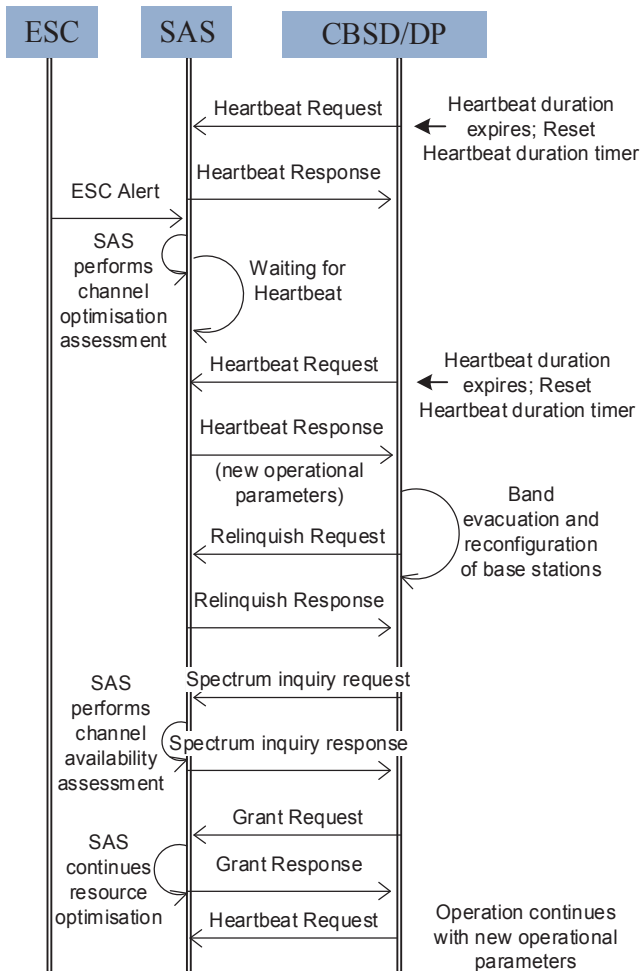 ESC
SAS
CBSD/DP
Heartbeat Request
Heartbeat duration
expires; Reset
Heartbeat duration timer
Heartbeat Response
ESC Alert
SAS
performs
channel
optimisation
assessment
Waiting for
Heartbeat
Heartbeat Request
Heartbeat duration
expires; Reset
Heartbeat duration timer
Heartbeat Response
(new operational
parameters)
Band
evacuation and
reconfiguration
of base stations
Relinquish Request
Relinquish Response
Spectrum inquiry request
SAS
performs
channel
availability
assessment
Spectrum inquiry response
Grant Request
SAS
continues
resource
optimisation
Grant Response
Heartbeat Request
Operation continues
with new operational
parameters